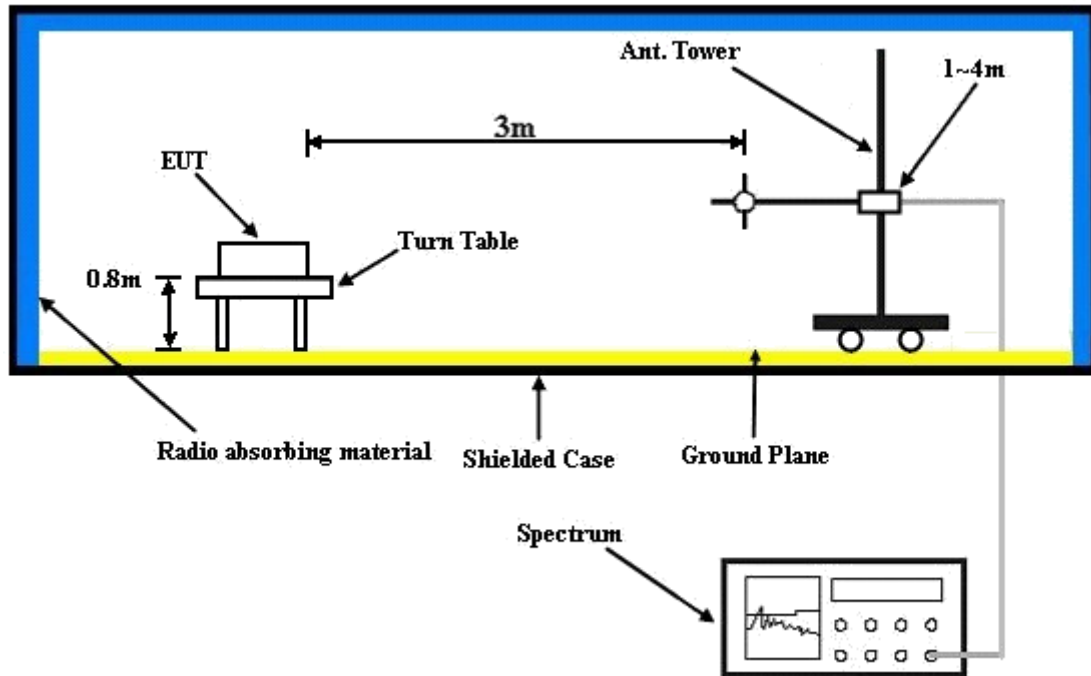 Ant. Tower
1~4m
3m
EUT
Turn Table
0.8m
Radio absorbing material
Shielded Case
Ground Plane
Spectrum